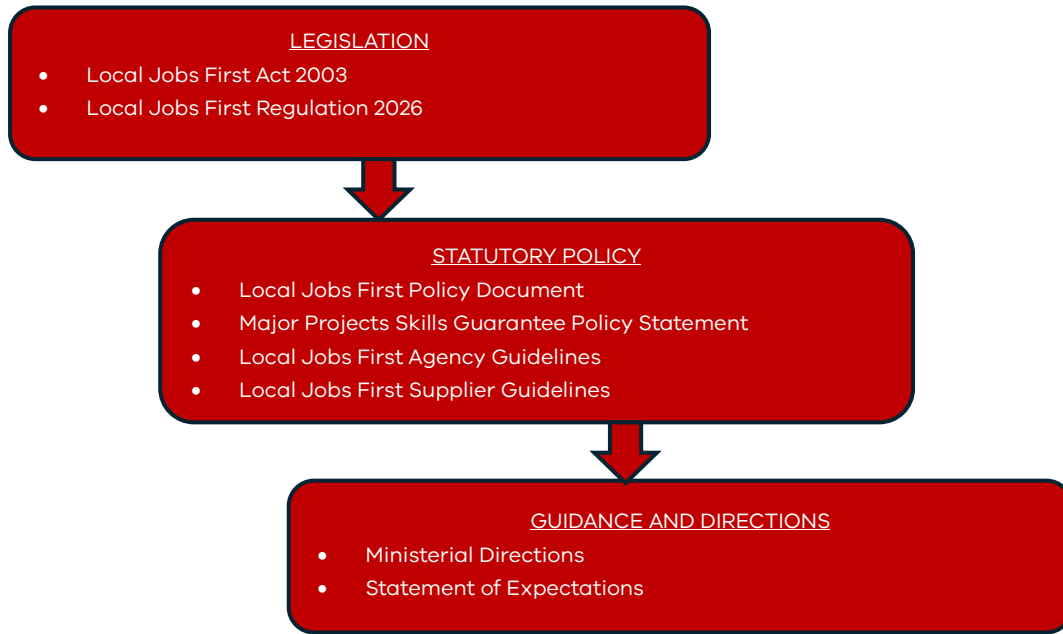 LEGISLATION
• Local Jobs First Act 2003
• Local Jobs First Regulation 2026
STATUTORY POLICY
• Local Jobs First Policy Document
• Major Projects Skills Guarantee Policy Statement
• Local Jobs First Agency Guidelines
• Local Jobs First Supplier Guidelines
GUIDANCE AND DIRECTIONS
• Ministerial Directions
• Statement of Expectations